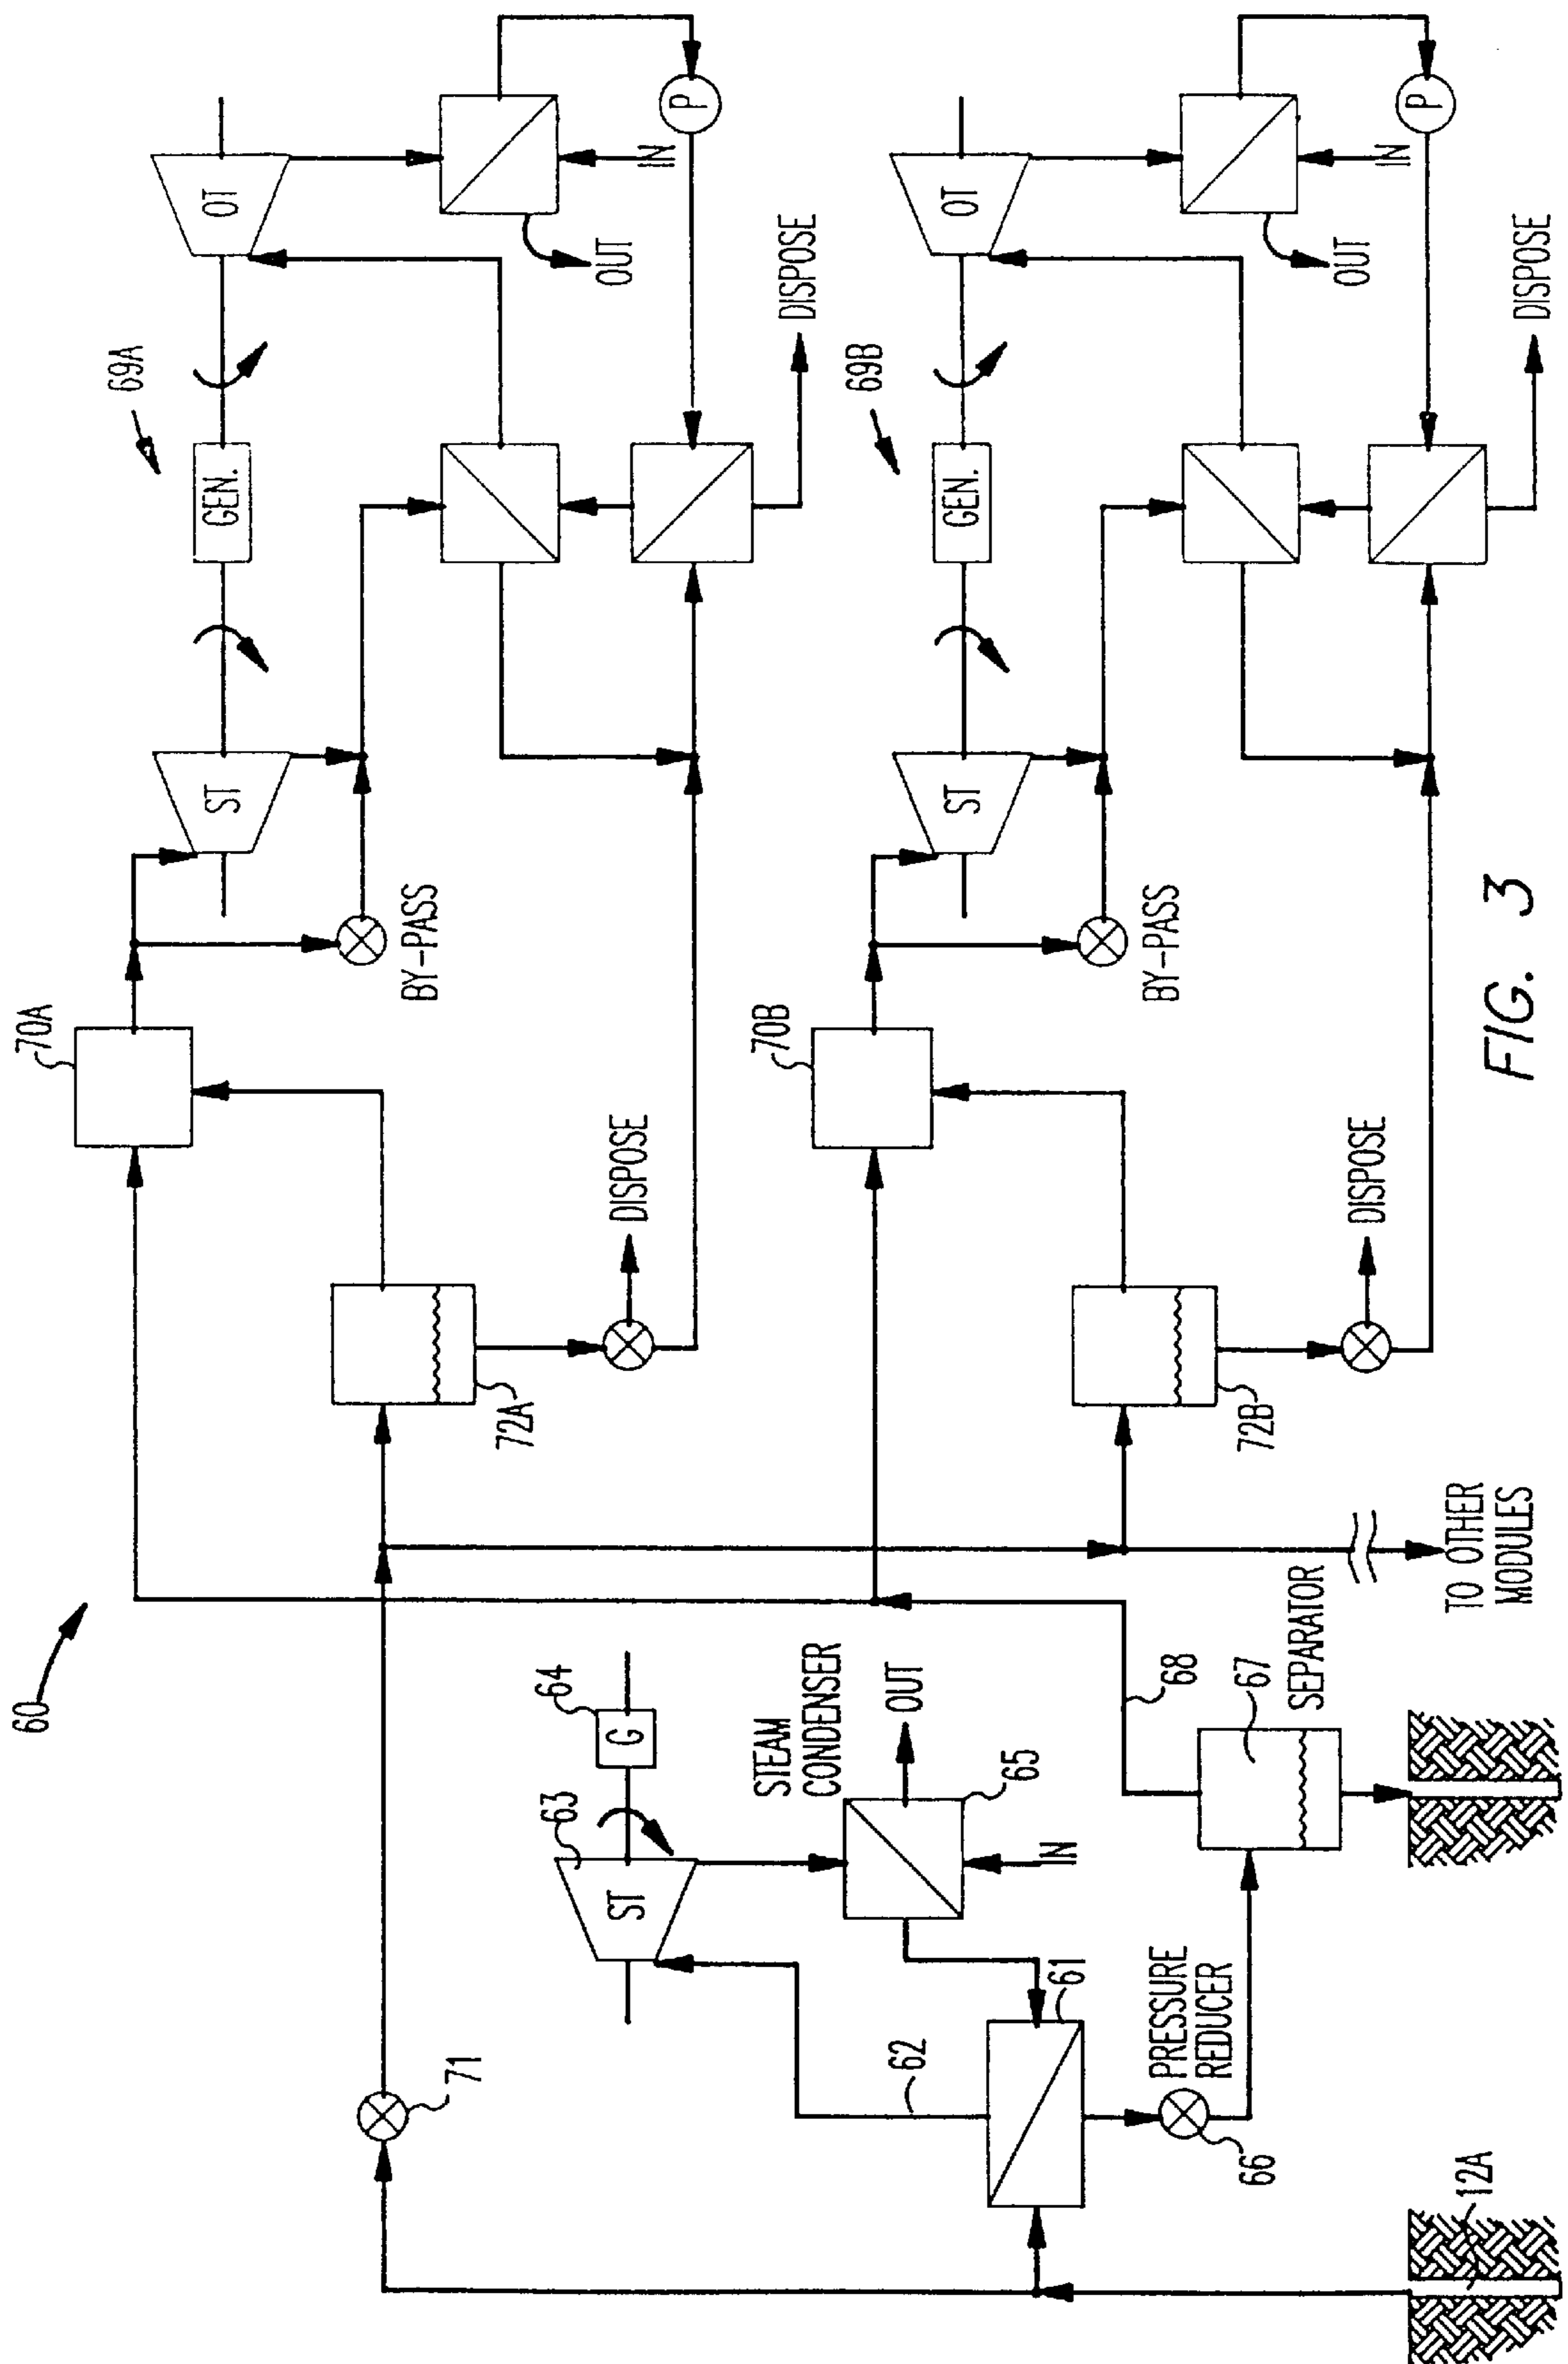 60
69A
GEN.
OT
ST
70A
BY-PASS
IN
OUT
P
DISPOSE
72A
DISPOSE
71
63
ST
64
G
STEAM
CONDENSER
65
OUT
IN
62
61
PRESSURE
REDUCER
66
67
SEPARATOR
68
12A
TO OTHER
MODULES
69B
GEN.
OT
ST
70B
BY-PASS
IN
OUT
P
DISPOSE
72B
DISPOSE
FIG. 3